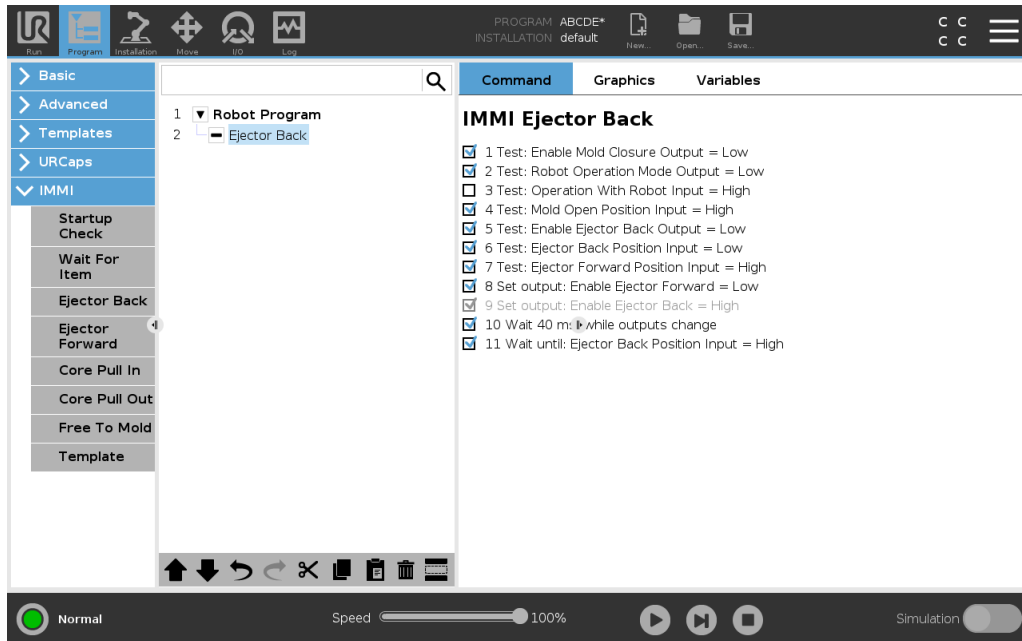 PROGRAM ABCDE*
INSTALLATION default
UR
Run
Program
Installation
Move
I/O
Log
New...
Open...
Save...
C C
C C
Basic
Advanced
Templates
URCaps
IMMI
Startup
Check
Wait For
Item
Ejector Back
Ejector
Forward
Core Pull In
Core Pull Out
Free To Mold
Template
1 Robot Program
2 Ejector Back
Command Graphics Variables
IMMI Ejector Back
1 Test: Enable Mold Closure Output = Low
2 Test: Robot Operation Mode Output = Low
3 Test: Operation With Robot Input = High
4 Test: Mold Open Position Input = High
5 Test: Enable Ejector Back Output = Low
6 Test: Ejector Back Position Input = Low
7 Test: Ejector Forward Position Input = High
8 Set output: Enable Ejector Forward = Low
9 Set output: Enable Ejector Back = High
10 Wait 40 while outputs change
11 Wait until: Ejector Back Position Input = High
Normal
Speed 100%
Simulation